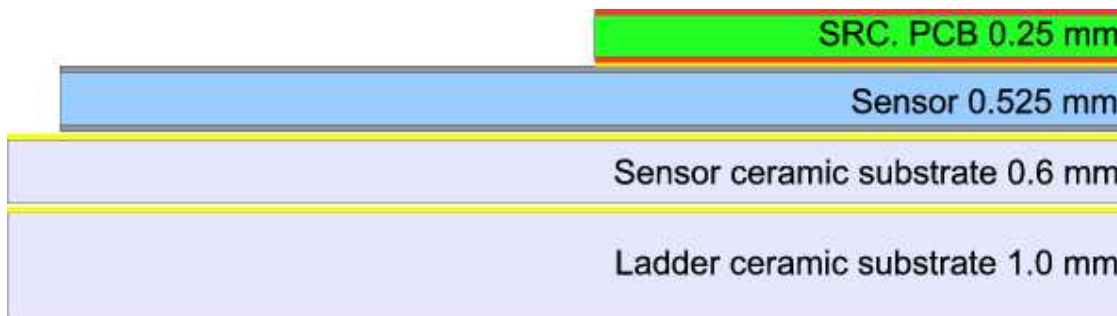 SRC. PCB 0.25 mm
Sensor 0.525 mm
Sensor ceramic substrate 0.6 mm
Ladder ceramic substrate 1.0 mm